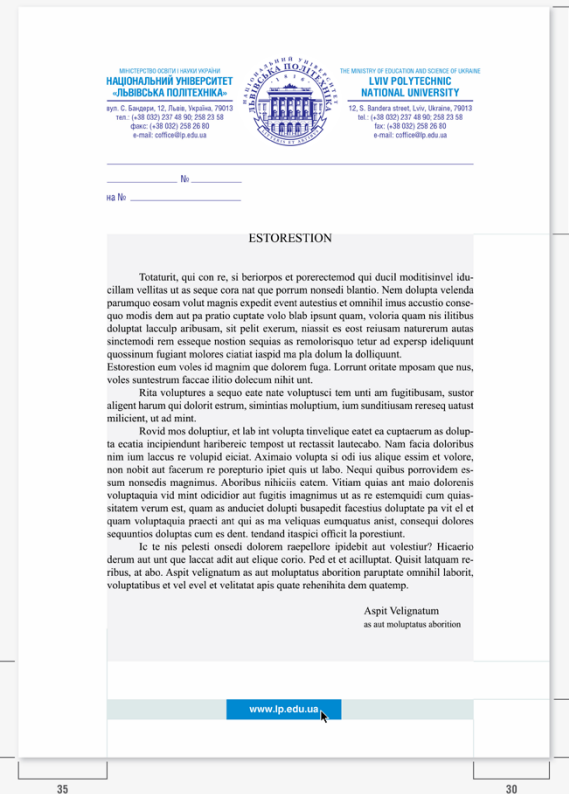 МІНІСТЕРСТВО ОСВІТИ І НАУКИ УКРАЇНИ
НАЦІОНАЛЬНИЙ УНІВЕРСИТЕТ
«ЛЬВІВСЬКА ПОЛІТЕХНІКА»
вул. С. Бандери, 12, Львів, Україна, 79013
тел.: (+38 032) 237 48 90; 258 23 58
факс: (+38 032) 258 26 80
e-mail: coffice@lp.edu.ua
НАЦІОНАЛЬНИЙ УНІВЕРСИТЕТ
ЛЬВІВСЬКА ПОЛІТЕХНІКА
1816
LITTERIS ET ARTIBUS
THE MINISTRY OF EDUCATION AND SCIENCE OF UKRAINE
LVIV POLYTECHNIC
NATIONAL UNIVERSITY
12, S. Bandera street, Lviv, Ukraine, 79013
tel.: (+38 032) 237 48 90; 258 23 58
fax: (+38 032) 258 26 80
e-mail: coffice@lp.edu.ua
№
на №
ESTORESTION
Totaturit, qui con re, si beriorpos et porerectemod qui ducil moditisinvel idu-
cillam vellitas ut as seque cora nat que porrum nonsedi blantio. Nem dolupta velenda
parumquo eosam volut magnis expedit event autestius et omnihil imus accustio conse-
quo modis dem aut pa pratio cuptate volo blab ipsunt quam, voloria quam nis ilitibus
doluptat lacculp aribusam, sit pelit exerum, niassit es eost reiusam naturerum autas
sinctemodi rem esseque nostion sequias as remolorisquo tetur ad expersp ideliquunt
quossinum fugiant molores ciatiat iaspid ma pla dolum la dolliquunt.
Estorestion eum voles id magnim que dolorem fuga. Lorrunt oritate mposam que nus,
voles suntestrum faccae ilitio dolecum nihit unt.
Rita voluptures a sequo eate nate voluptusci tem unti am fugitibusam, sustor
aligent harum qui dolorit estrum, simintias moluptium, ium sunditiusam rereseq uatust
milicient, ut ad mint.
Rovid mos doluptiur, et lab int volupta tinvelique eatet ea cuptaerum as dolup-
ta ecatia incipiendunt haribereic tempost ut rectassit lautecabo. Nam facia doloribus
nim ium laccus re volupid eiciat. Aximaio volupta si odi ius alique essim et volore,
non nobit aut facerum re porepturio ipiet quis ut labo. Nequi quibus porrovidem es-
sum nonsedis magnimus. Aboribus nihiciis eatem. Vitiam quias ant maio dolorenis
voluptaquia vid mint odicidior aut fugitis imagnimus ut as re estemquidi cum quias-
sitatem verum est, quam as anduciet dolupti busapedit facestius doluptate pa vit el et
quam voluptaquia praecti ant qui as ma veliquas eumquatus anist, consequi dolores
sequuntios doluptas cum es dent. tendand itaspici officit la porestiunt.
Ic te nis pelesti onsedi dolorem raepellore ipidebit aut volestiur? Hicaerio
derum aut unt que laccat adit aut elique corio. Ped et et acilluptat. Quisit latquam re-
ribus, at abo. Aspit velignatum as aut moluptatus aborition paruptate omnihil laborit,
voluptatibus et vel evel et velitatat apis quate rehenihita dem quatemp.
Aspit Velignatum
as aut moluptatus aborition
www.lp.edu.ua
35
30